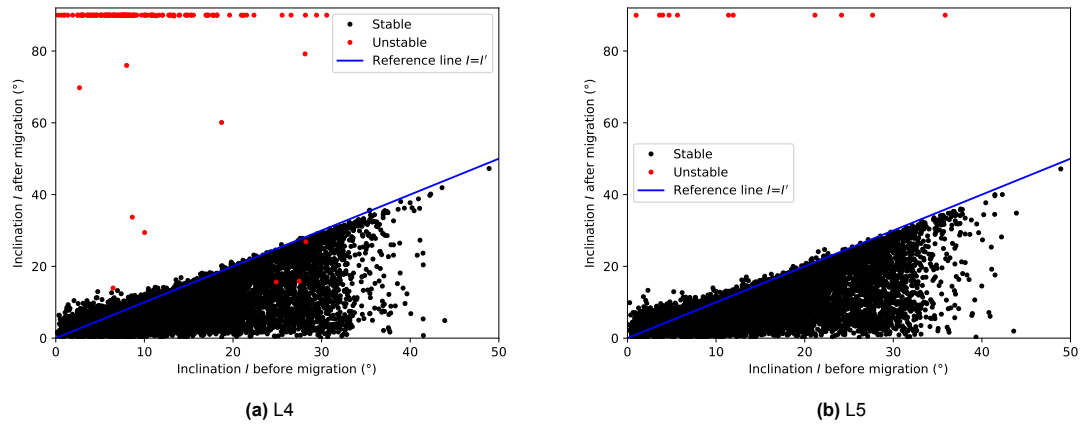 Inclination I after migration (°)
80
60
40
20
0
0 10 20 30 40 50
Inclination I before migration (°)
Stable
Unstable
Reference line I=I'
(a) L4
Inclination I after migration (°)
80
60
40
20
0
0 10 20 30 40 50
Inclination I before migration (°)
Stable
Unstable
Reference line I=I'
(b) L5